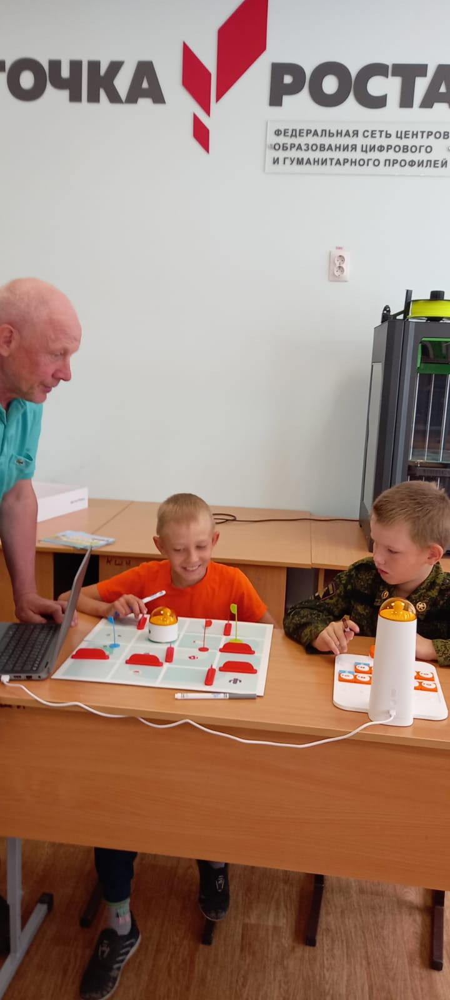 ТОЧКА РОСТА
ФЕДЕРАЛЬНАЯ СЕТЬ ЦЕНТРОВ
ОБРАЗОВАНИЯ ЦИФРОВОГО
И ГУМАНИТАРНОГО ПРОФИЛЕЙ